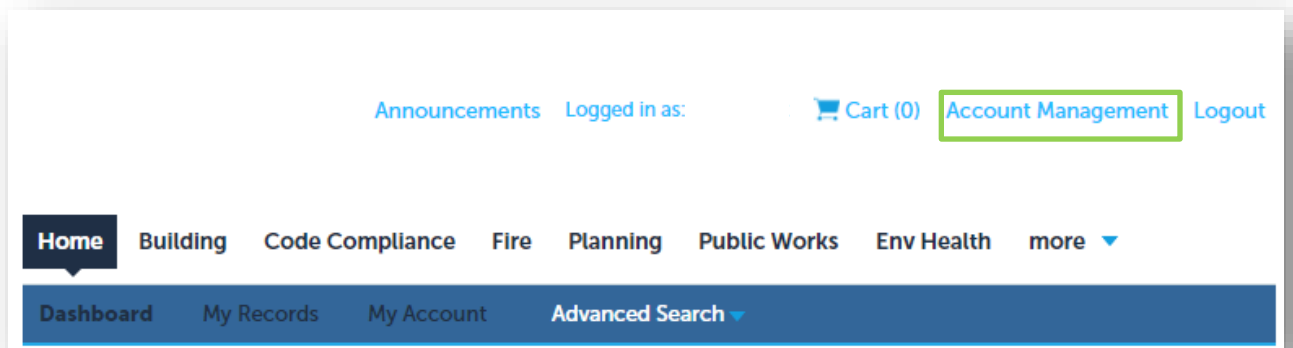 Announcements Logged in as: Cart (0) Account Management Logout
Home Building Code Compliance Fire Planning Public Works Env Health more
Dashboard My Records My Account Advanced Search